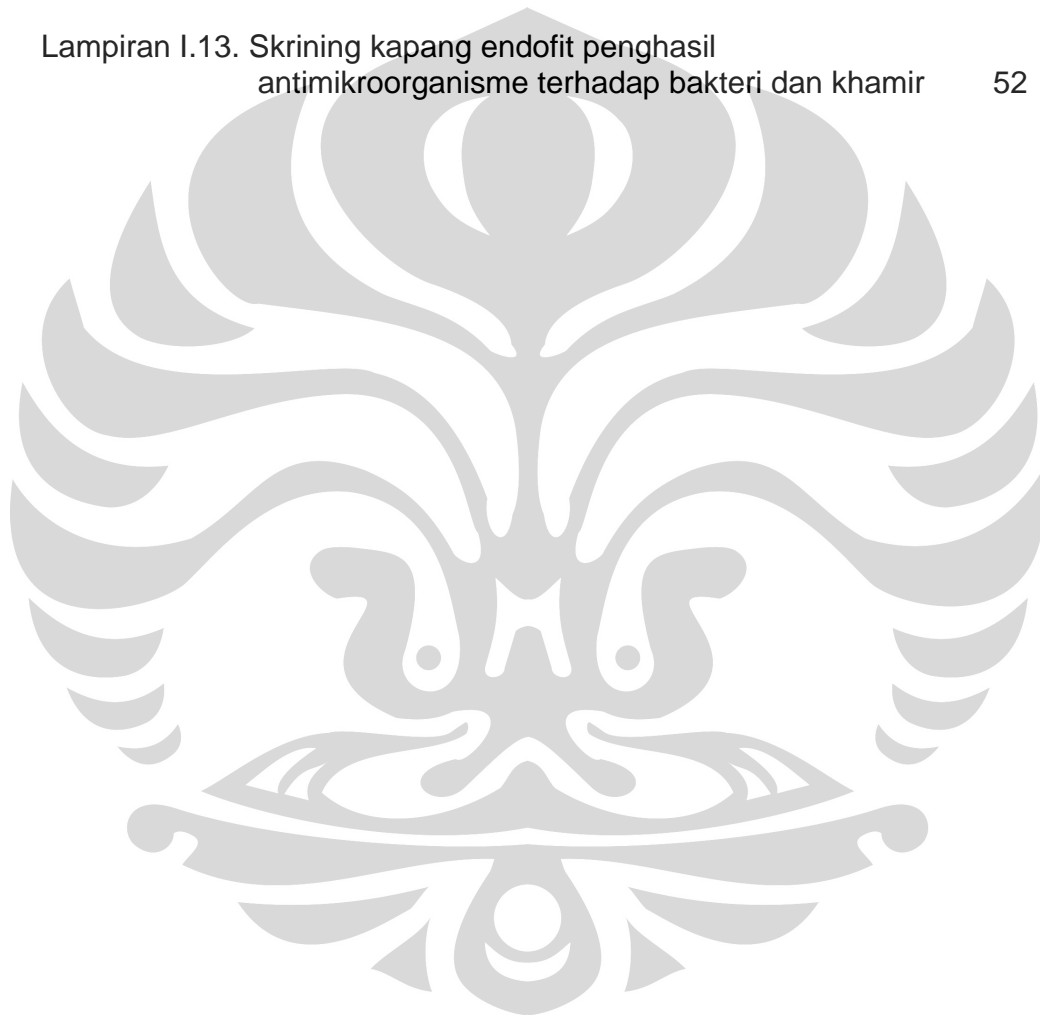 Lampiran I.13. Skrining kapang endofit penghasil
antimikroorganisme terhadap bakteri dan khamir 52